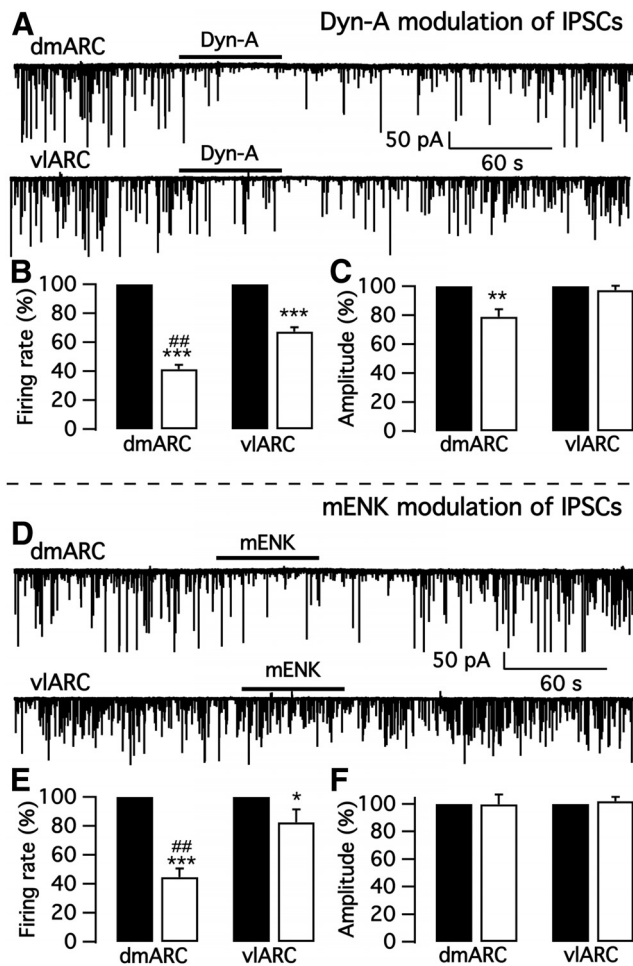 A
Dyn-A modulation of IPSCs
dmARC
Dyn-A
50 pA
60 s
vlARC
Dyn-A
B
Firing rate (%)
100
80
60
40
20
0
##
***
***
dmARC
vlARC
C
Amplitude (%)
100
80
60
40
20
0
**
dmARC
vlARC
mENK modulation of IPSCs
D
dmARC
mENK
50 pA
60 s
vlARC
mENK
E
Firing rate (%)
100
80
60
40
20
0
##
***
*
dmARC
vlARC
F
Amplitude (%)
100
80
60
40
20
0
dmARC
vlARC